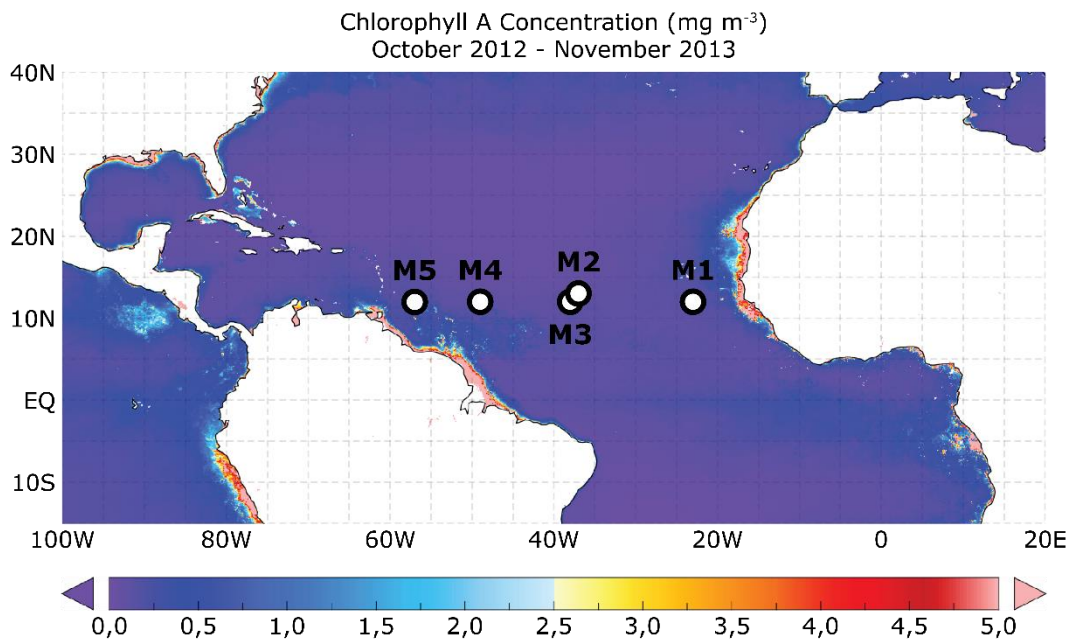 Chlorophyll A Concentration (mg m⁻³)
October 2012 - November 2013
40N
30N
20N
M5 M4 M2 M1
10N
M3
EQ
10S
100W 80W 60W 40W 20W 0 20E
0,0 0,5 1,0 1,5 2,0 2,5 3,0 3,5 4,0 4,5 5,0